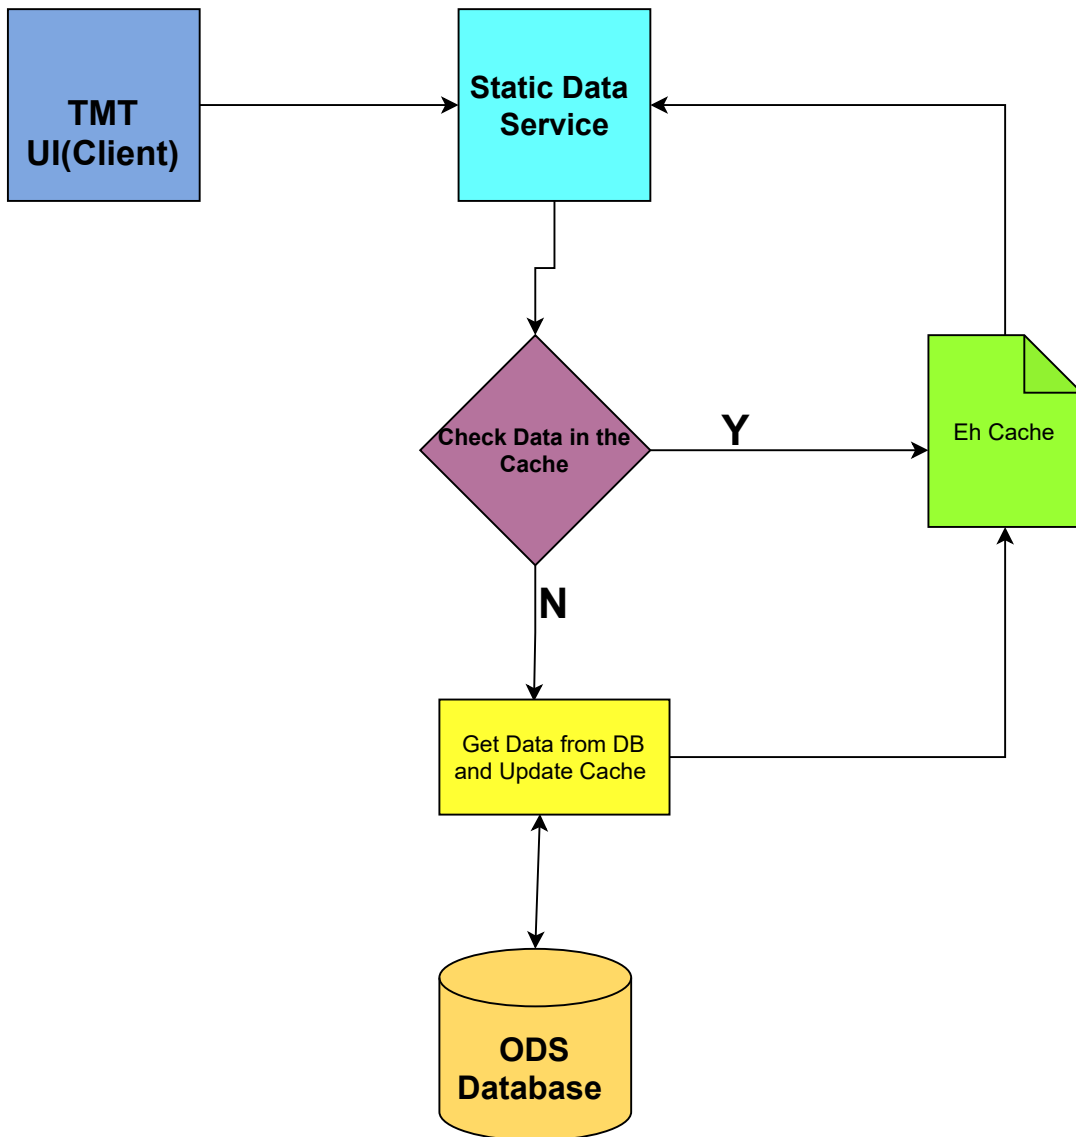 TMT
UI(Client)
Static Data
Service
Check Data in the
Cache
Y
Eh Cache
N
Get Data from DB
and Update Cache
ODS
Database